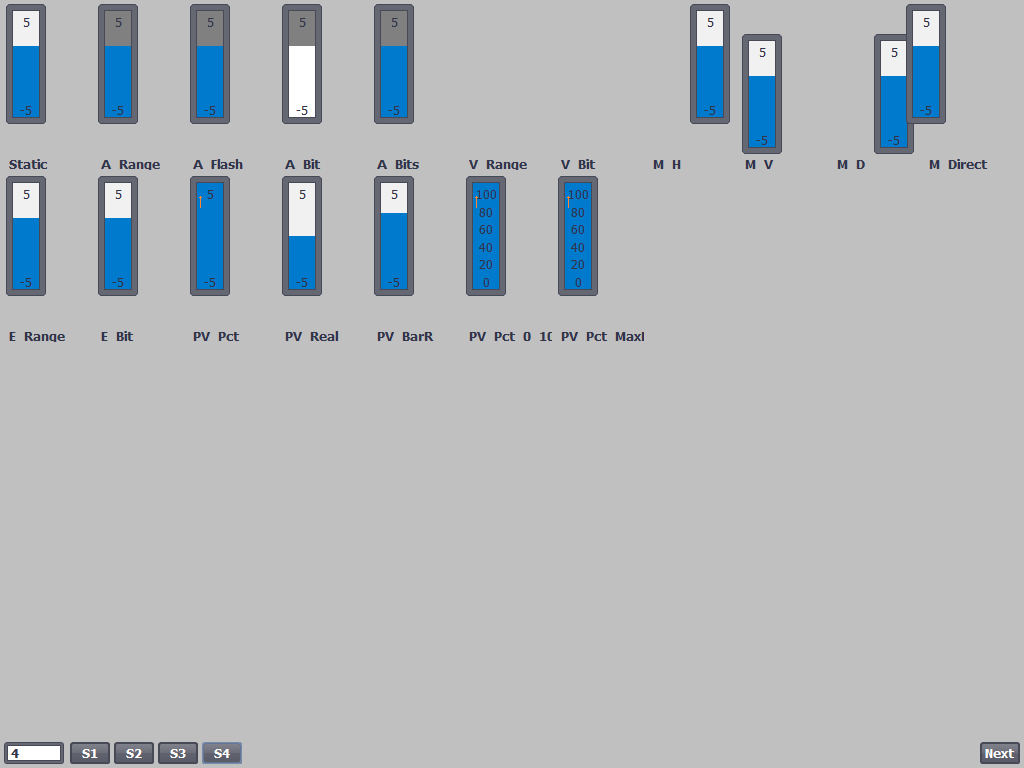 5 5 5 5 5 5 5
5 5
-5 -5 -5 -5 -5 -5 -5
-5 -5
Static A Range A Flash A Bit A Bits V Range V Bit M H M V M D M Direct
5 5 5 5 5 100 100
80 80
60 60
40 40
20 20
-5 -5 -5 -5 -5 0 0
E Range E Bit PV Pct PV Real PV BarR PV Pct 0 10 PV Pct MaxI
4 S1 S2 S3 S4 Next